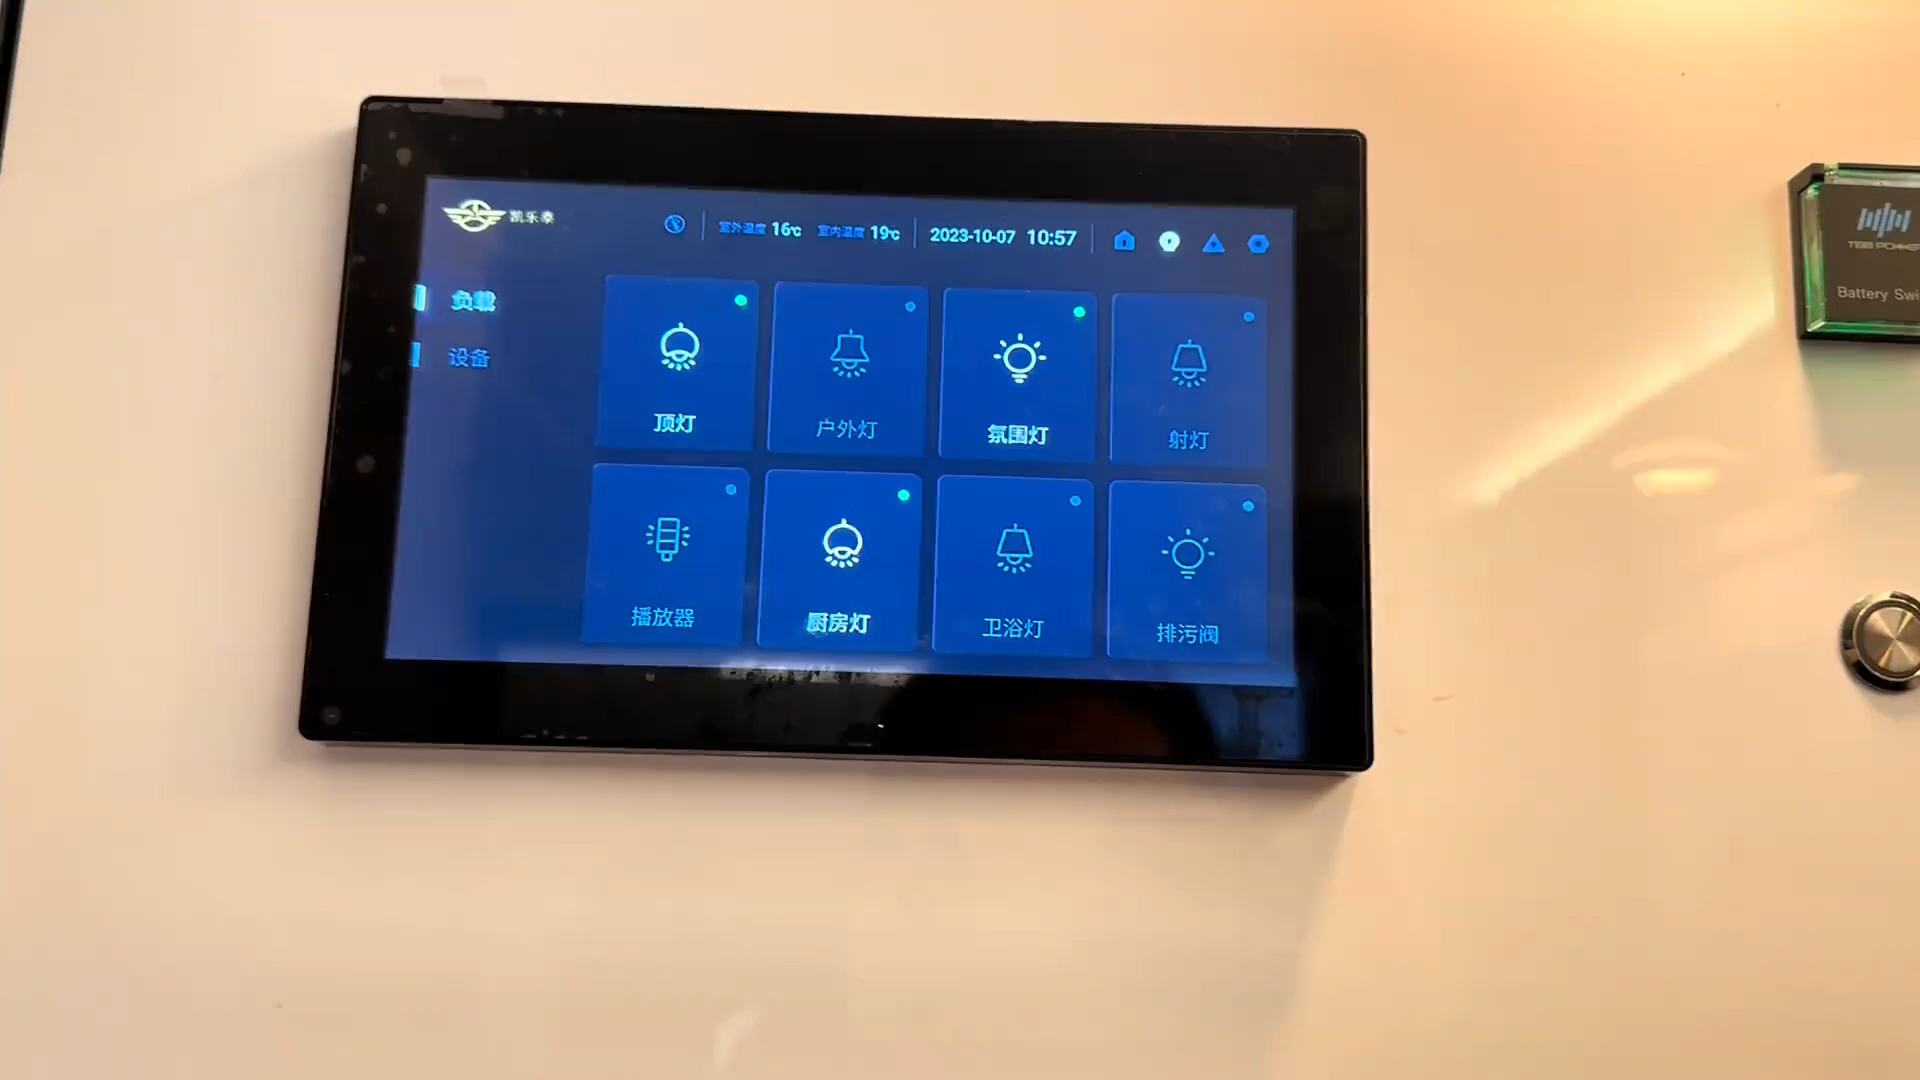 凯乐泰
室外温度 16℃ 室内温度 19℃ 2023-10-07 10:57
负载
设备
顶灯 户外灯 氛围灯 射灯
播放器 厨房灯 卫浴灯 排污阀
TBB POWER
Battery Swi